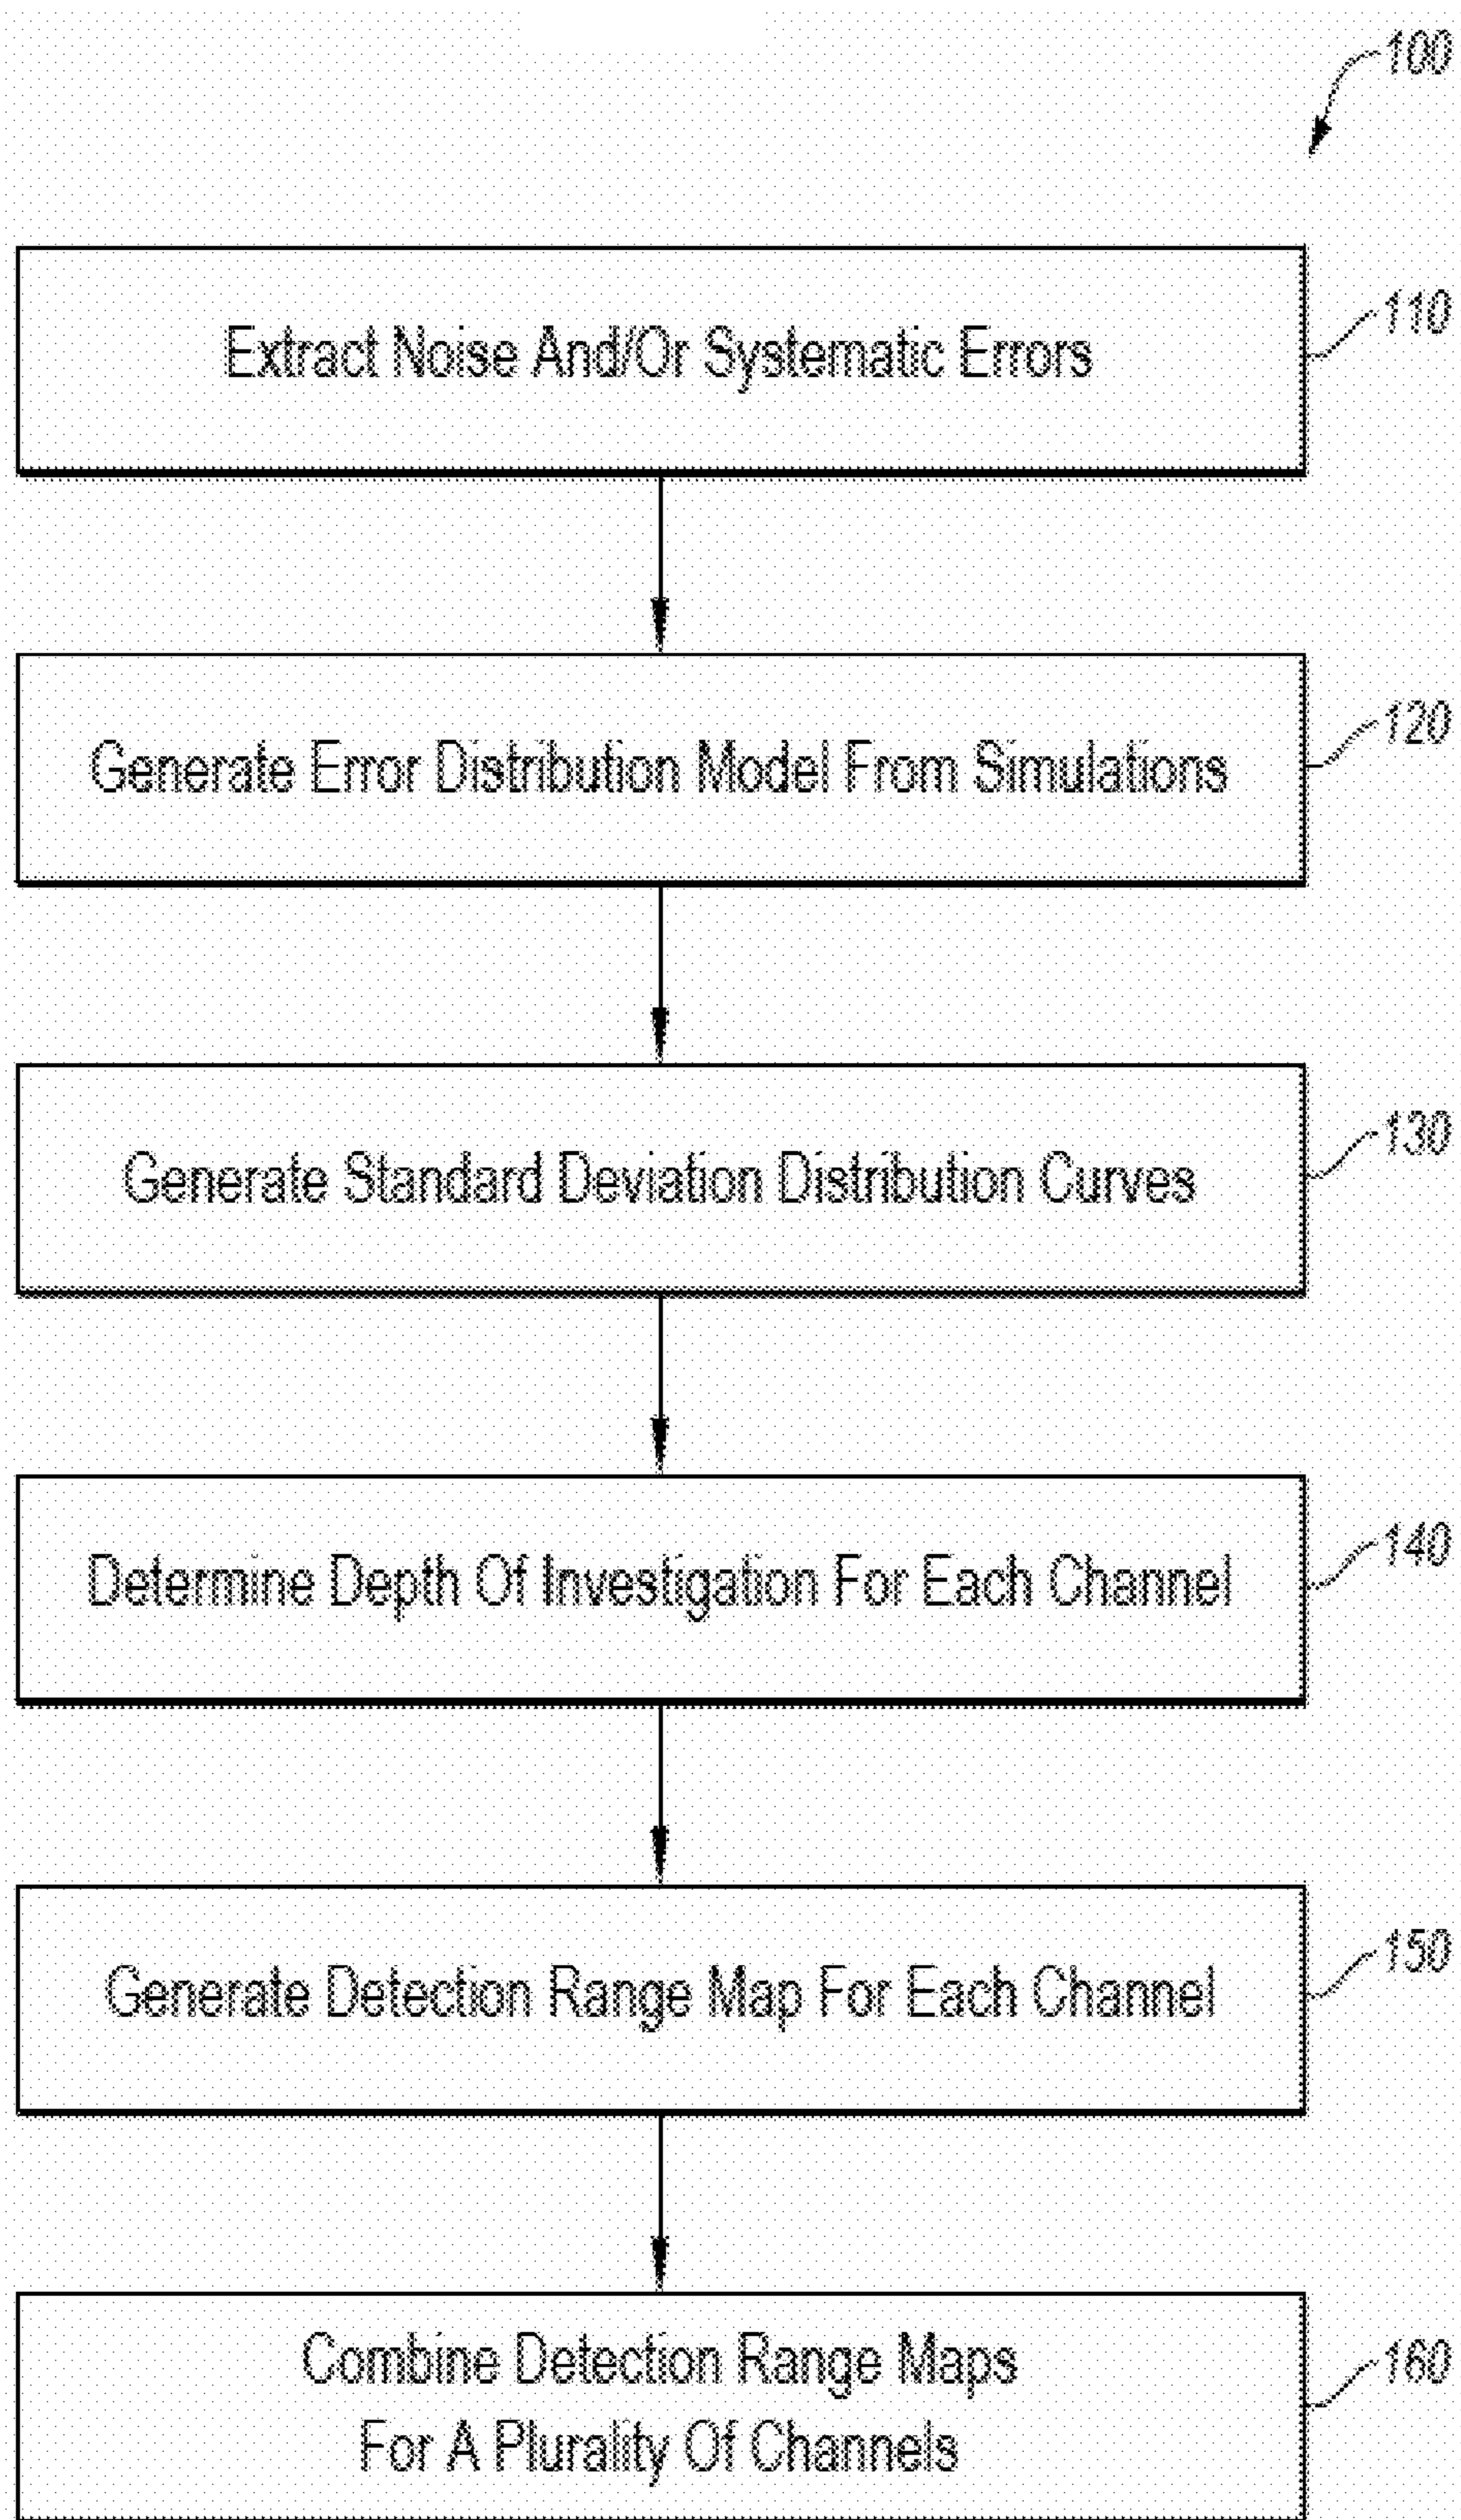 100
Extract Noise And/Or Systematic Errors
110
Generate Error Distribution Model From Simulations
120
Generate Standard Deviation Distribution Curves
130
Determine Depth Of Investigation For Each Channel
140
Generate Detection Range Map For Each Channel
150
Combine Detection Range Maps
For A Plurality Of Channels
160